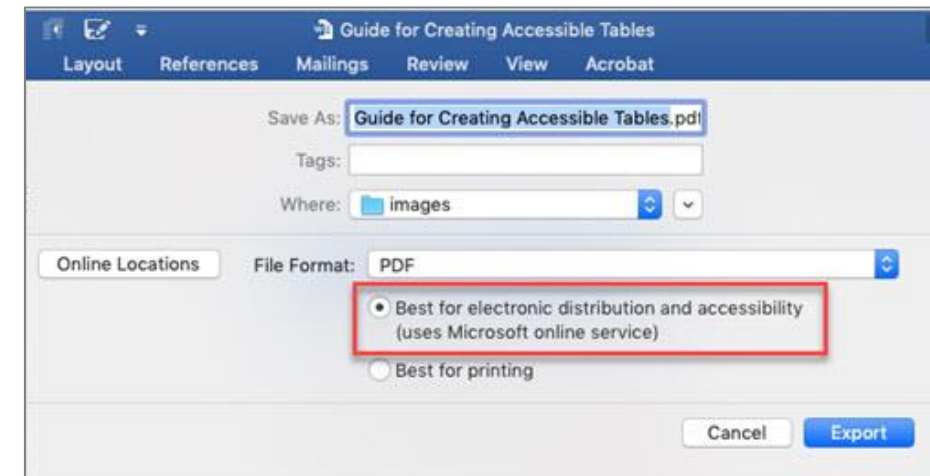 Guide for Creating Accessible Tables
Layout References Mailings Review View Acrobat
Save As: Guide for Creating Accessible Tables.pdf
Tags:
Where: images
Online Locations File Format: PDF
Best for electronic distribution and accessibility
(uses Microsoft online service)
Best for printing
Cancel Export